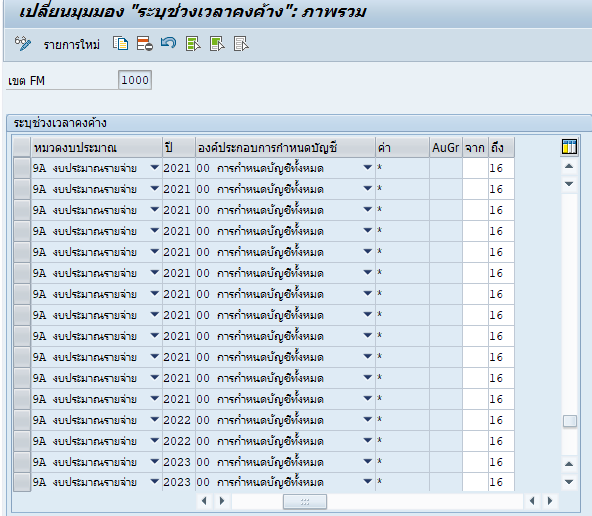 เปลี่ยนมุมมอง "ระบุช่วงเวลาคงค้าง": ภาพรวม
รายการใหม่
เขต FM 1000
ระบุช่วงเวลาคงค้าง
หมวดงบประมาณ ปี องค์ประกอบการกำหนดบัญชี ค่า AuGr จาก ถึง
9A งบประมาณรายจ่าย 2021 00 การกำหนดบัญชีทั้งหมด * 16
9A งบประมาณรายจ่าย 2021 00 การกำหนดบัญชีทั้งหมด * 16
9A งบประมาณรายจ่าย 2021 00 การกำหนดบัญชีทั้งหมด * 16
9A งบประมาณรายจ่าย 2021 00 การกำหนดบัญชีทั้งหมด * 16
9A งบประมาณรายจ่าย 2021 00 การกำหนดบัญชีทั้งหมด * 16
9A งบประมาณรายจ่าย 2021 00 การกำหนดบัญชีทั้งหมด * 16
9A งบประมาณรายจ่าย 2021 00 การกำหนดบัญชีทั้งหมด * 16
9A งบประมาณรายจ่าย 2021 00 การกำหนดบัญชีทั้งหมด * 16
9A งบประมาณรายจ่าย 2021 00 การกำหนดบัญชีทั้งหมด * 16
9A งบประมาณรายจ่าย 2021 00 การกำหนดบัญชีทั้งหมด * 16
9A งบประมาณรายจ่าย 2021 00 การกำหนดบัญชีทั้งหมด * 16
9A งบประมาณรายจ่าย 2021 00 การกำหนดบัญชีทั้งหมด * 16
9A งบประมาณรายจ่าย 2022 00 การกำหนดบัญชีทั้งหมด * 16
9A งบประมาณรายจ่าย 2022 00 การกำหนดบัญชีทั้งหมด * 16
9A งบประมาณรายจ่าย 2023 00 การกำหนดบัญชีทั้งหมด * 16
9A งบประมาณรายจ่าย 2023 00 การกำหนดบัญชีทั้งหมด * 16